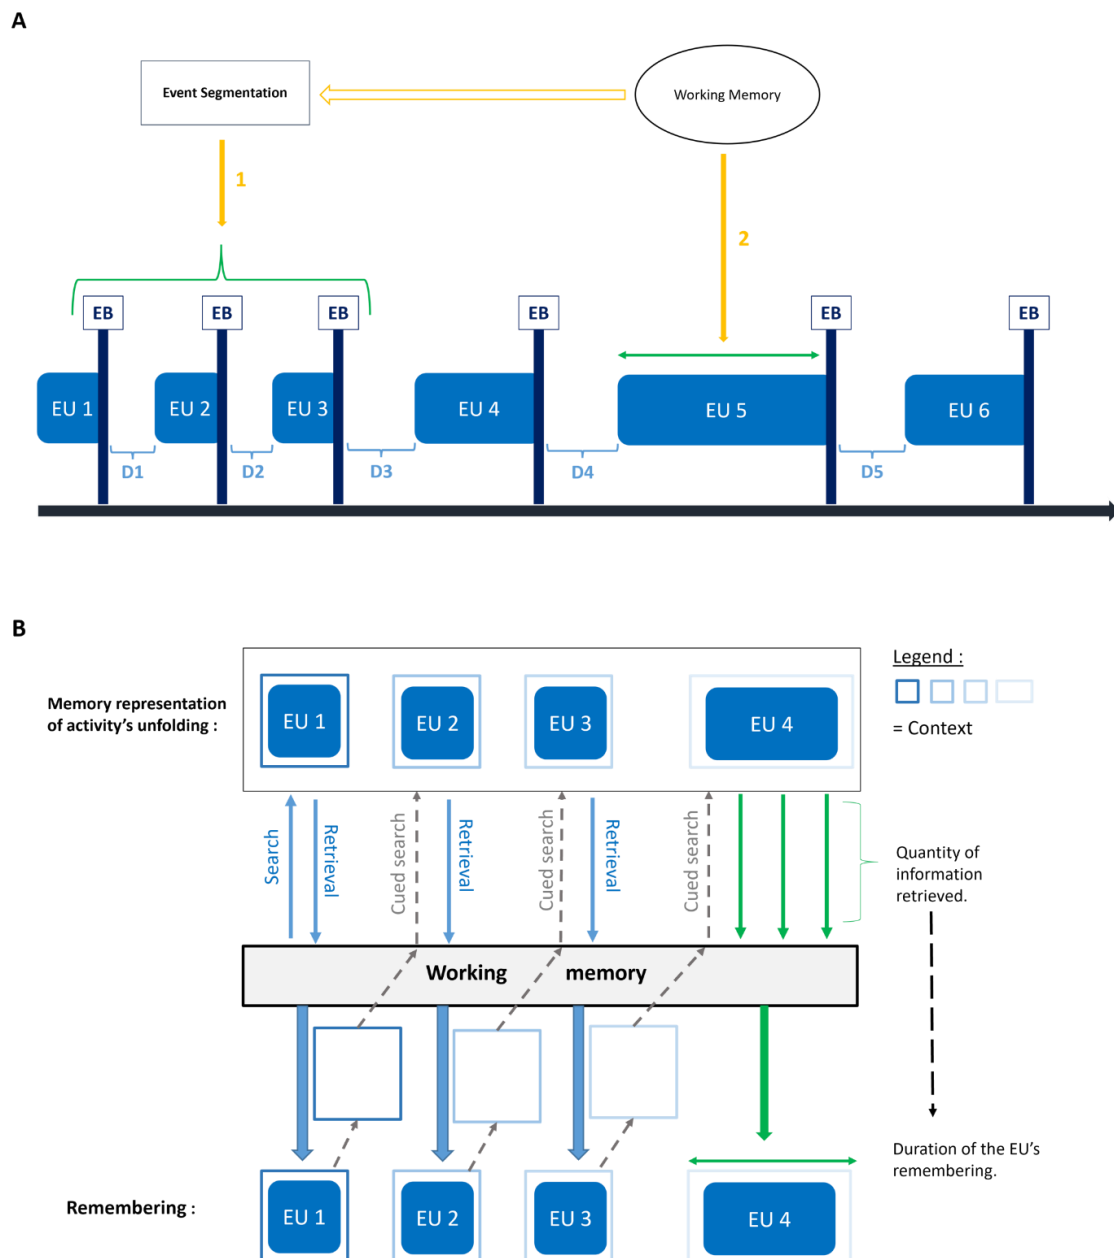 A
Event Segmentation
Working Memory
1
2
EB
EB
EB
EB
EB
EB
EU 1
EU 2
EU 3
EU 4
EU 5
EU 6
D1
D2
D3
D4
D5
B
Memory representation
of activity’s unfolding :
EU 1
EU 2
EU 3
EU 4
Legend :
= Context
Search
Retrieval
Cued search
Retrieval
Cued search
Retrieval
Cued search
Quantity of
information
retrieved.
Working memory
Duration of the EU’s
remembering.
Remembering :
EU 1
EU 2
EU 3
EU 4